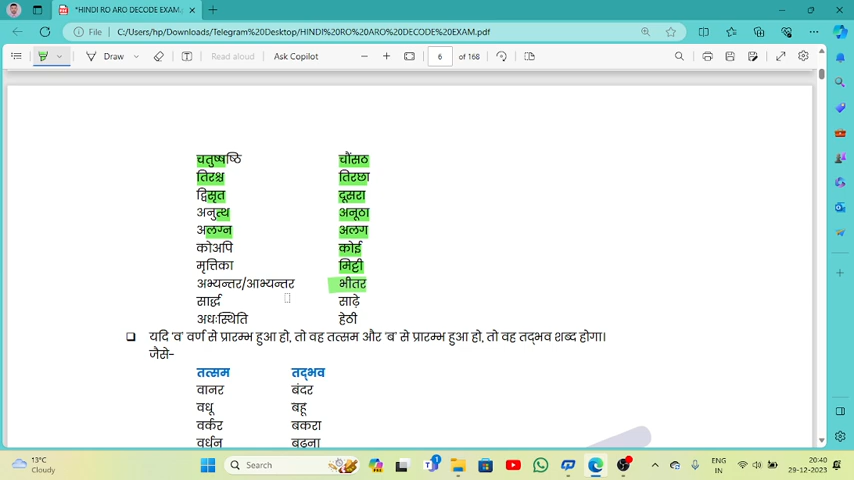 *HINDI RO ARO DECODE EXAM.
File C:/Users/hp/Downloads/Telegram%20Desktop/HINDI%20RO%20ARO%20DECODE%20EXAM.pdf
Draw Read aloud Ask Copilot 6 of 168
चतुष्षष्ठि चौंसठ
तिरश्च तिरछा
द्विसृत दूसरा
अनुत्थ अनूठा
अलग्न अलग
कोअपि कोई
मृत्तिका मिट्टी
अभ्यन्तर/आभ्यन्तर भीतर
सार्द्ध साढ़े
अधःस्थिति हेठी
यदि 'व' वर्ण से प्रारम्भ हुआ हो, तो वह तत्सम और 'ब' से प्रारम्भ हुआ हो, तो वह तद्भव शब्द होगा।
जैसे-
तत्सम तद्भव
वानर बंदर
वधू बहू
वर्कर बकरा
वर्धन बढ़ना
13°C
Cloudy
Search
ENG
IN
20:40
29-12-2023